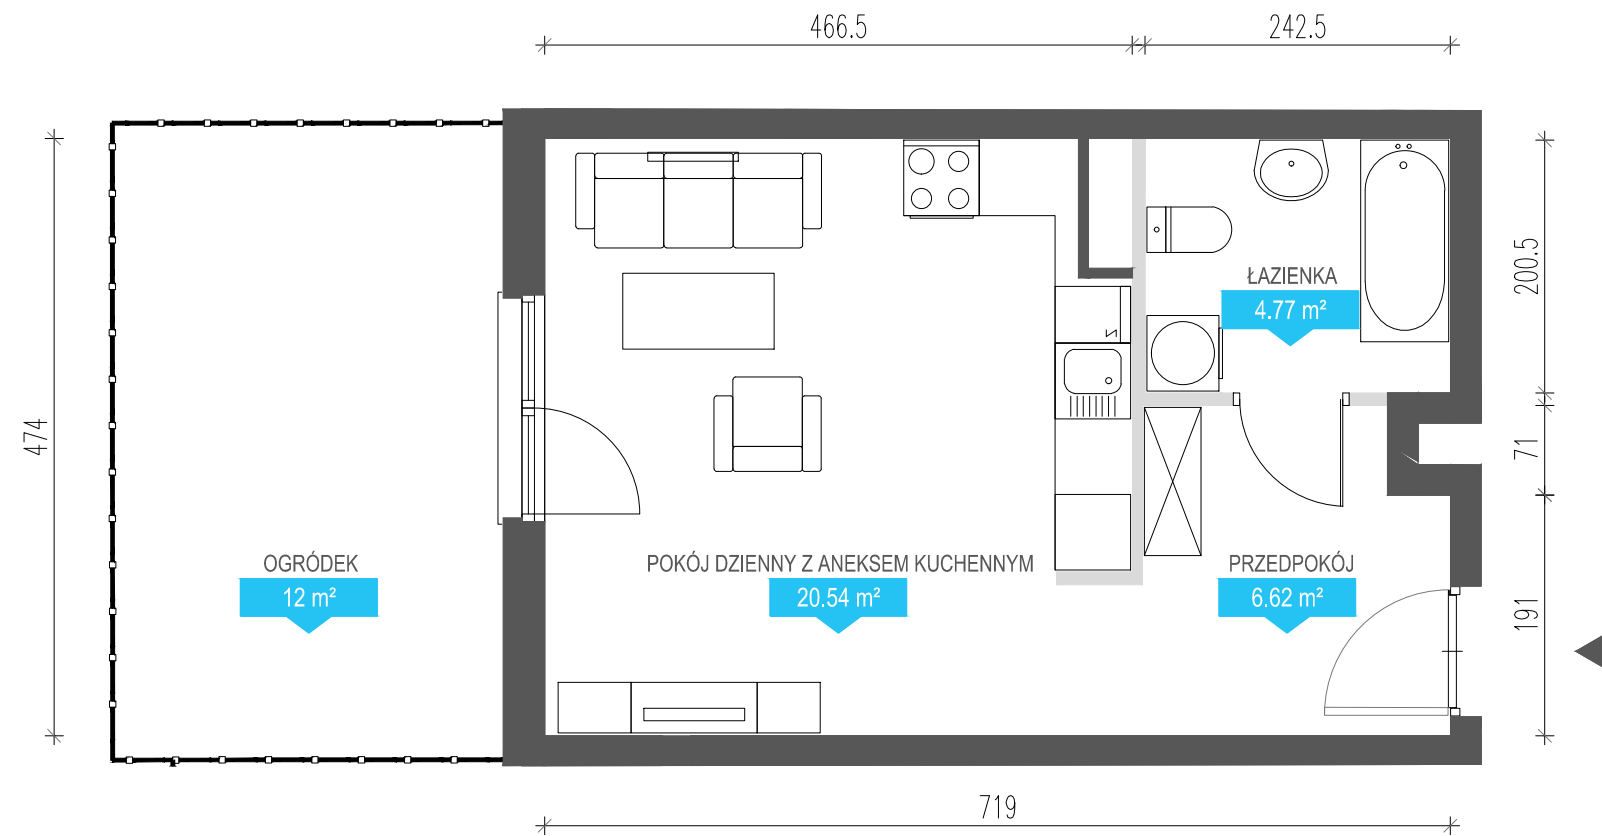 466.5
242.5
200.5
ŁAZIENKA
4.77 m²
474
71
OGRÓDEK
12 m²
POKÓJ DZIENNY Z ANEKSEM KUCHENNYM
20.54 m²
PRZEDPOKÓJ
6.62 m²
191
719